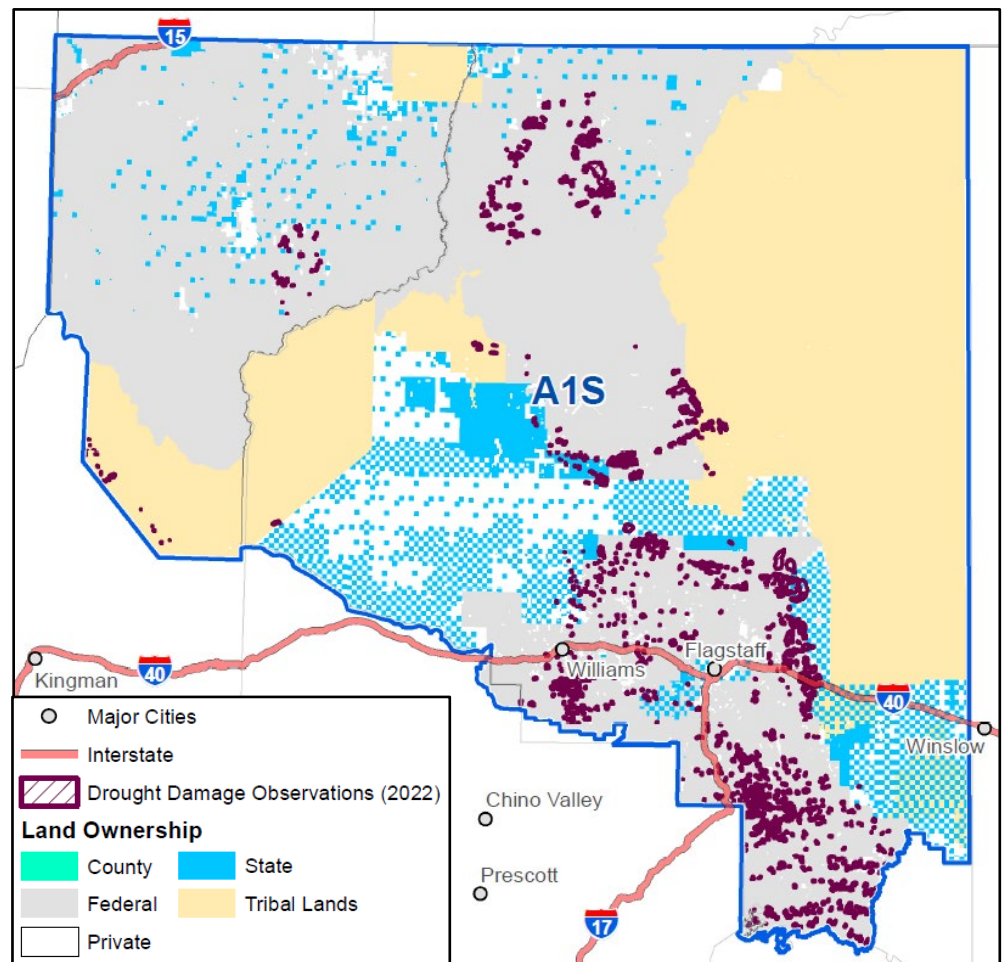 15
A1S
Flagstaff
Williams
Kingman
40
40
Winslow
Chino Valley
Prescott
17
Major Cities
Interstate
Drought Damage Observations (2022)
Land Ownership
County
State
Federal
Tribal Lands
Private